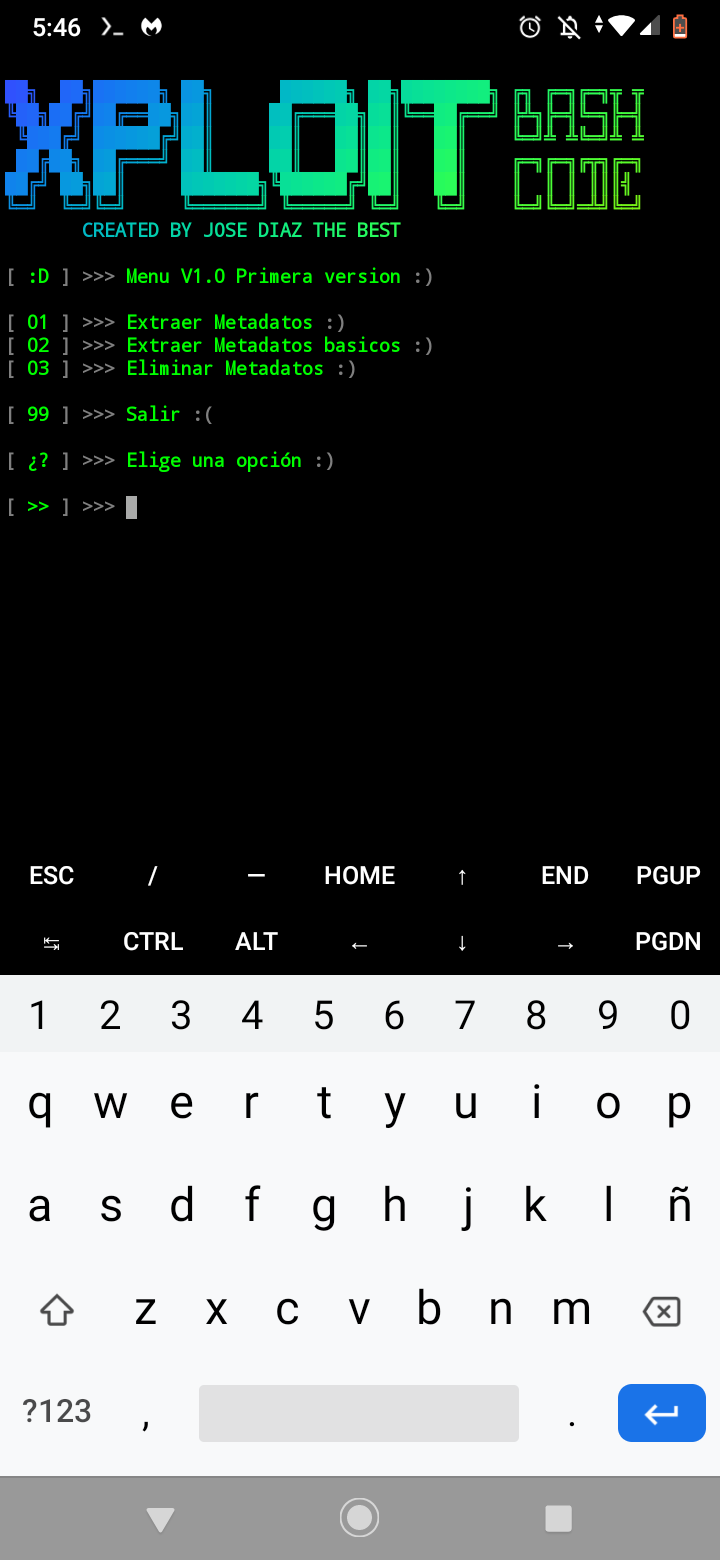 5:46
XPLOIT BASH CODE
CREATED BY JOSE DIAZ THE BEST
[ :D ] >>> Menu V1.0 Primera version :)
[ 01 ] >>> Extraer Metadatos :)
[ 02 ] >>> Extraer Metadatos basicos :)
[ 03 ] >>> Eliminar Metadatos :)
[ 99 ] >>> Salir :(
[ ¿? ] >>> Elige una opción :)
[ >> ] >>>
ESC / — HOME ↑ END PGUP
↹ CTRL ALT ← ↓ → PGDN
1 2 3 4 5 6 7 8 9 0
q w e r t y u i o p
a s d f g h j k l ñ
z x c v b n m
?123 , .